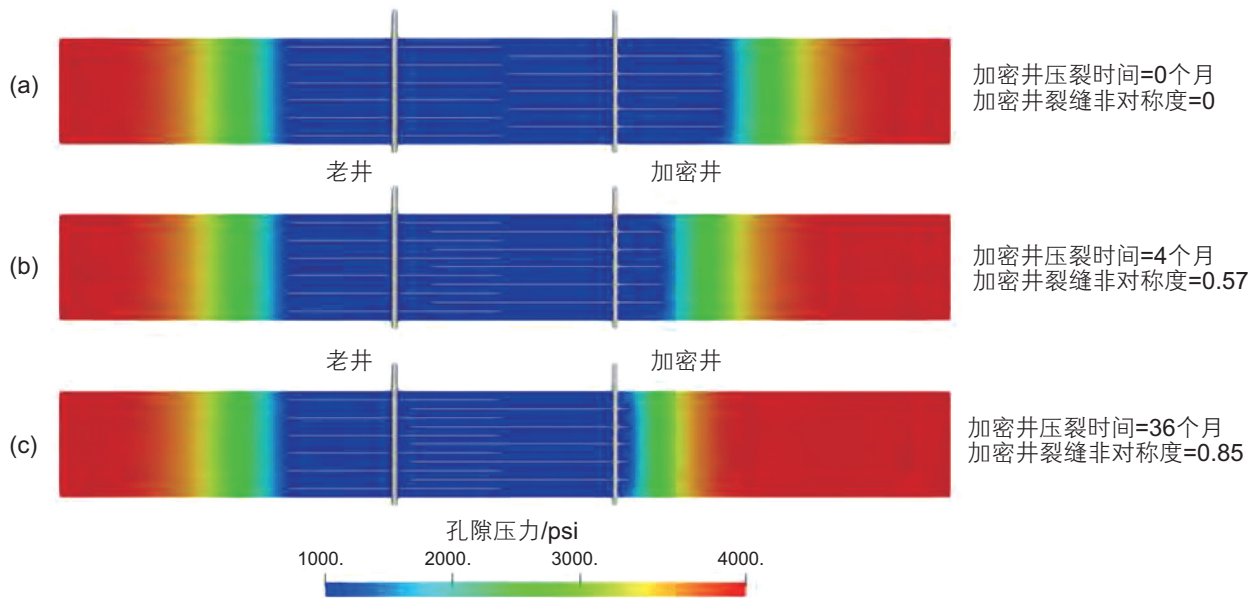 (a)
加密井压裂时间=0个月
加密井裂缝非对称度=0
老井
加密井
(b)
加密井压裂时间=4个月
加密井裂缝非对称度=0.57
老井
加密井
(c)
加密井压裂时间=36个月
加密井裂缝非对称度=0.85
孔隙压力/psi
1000. 2000. 3000. 4000.